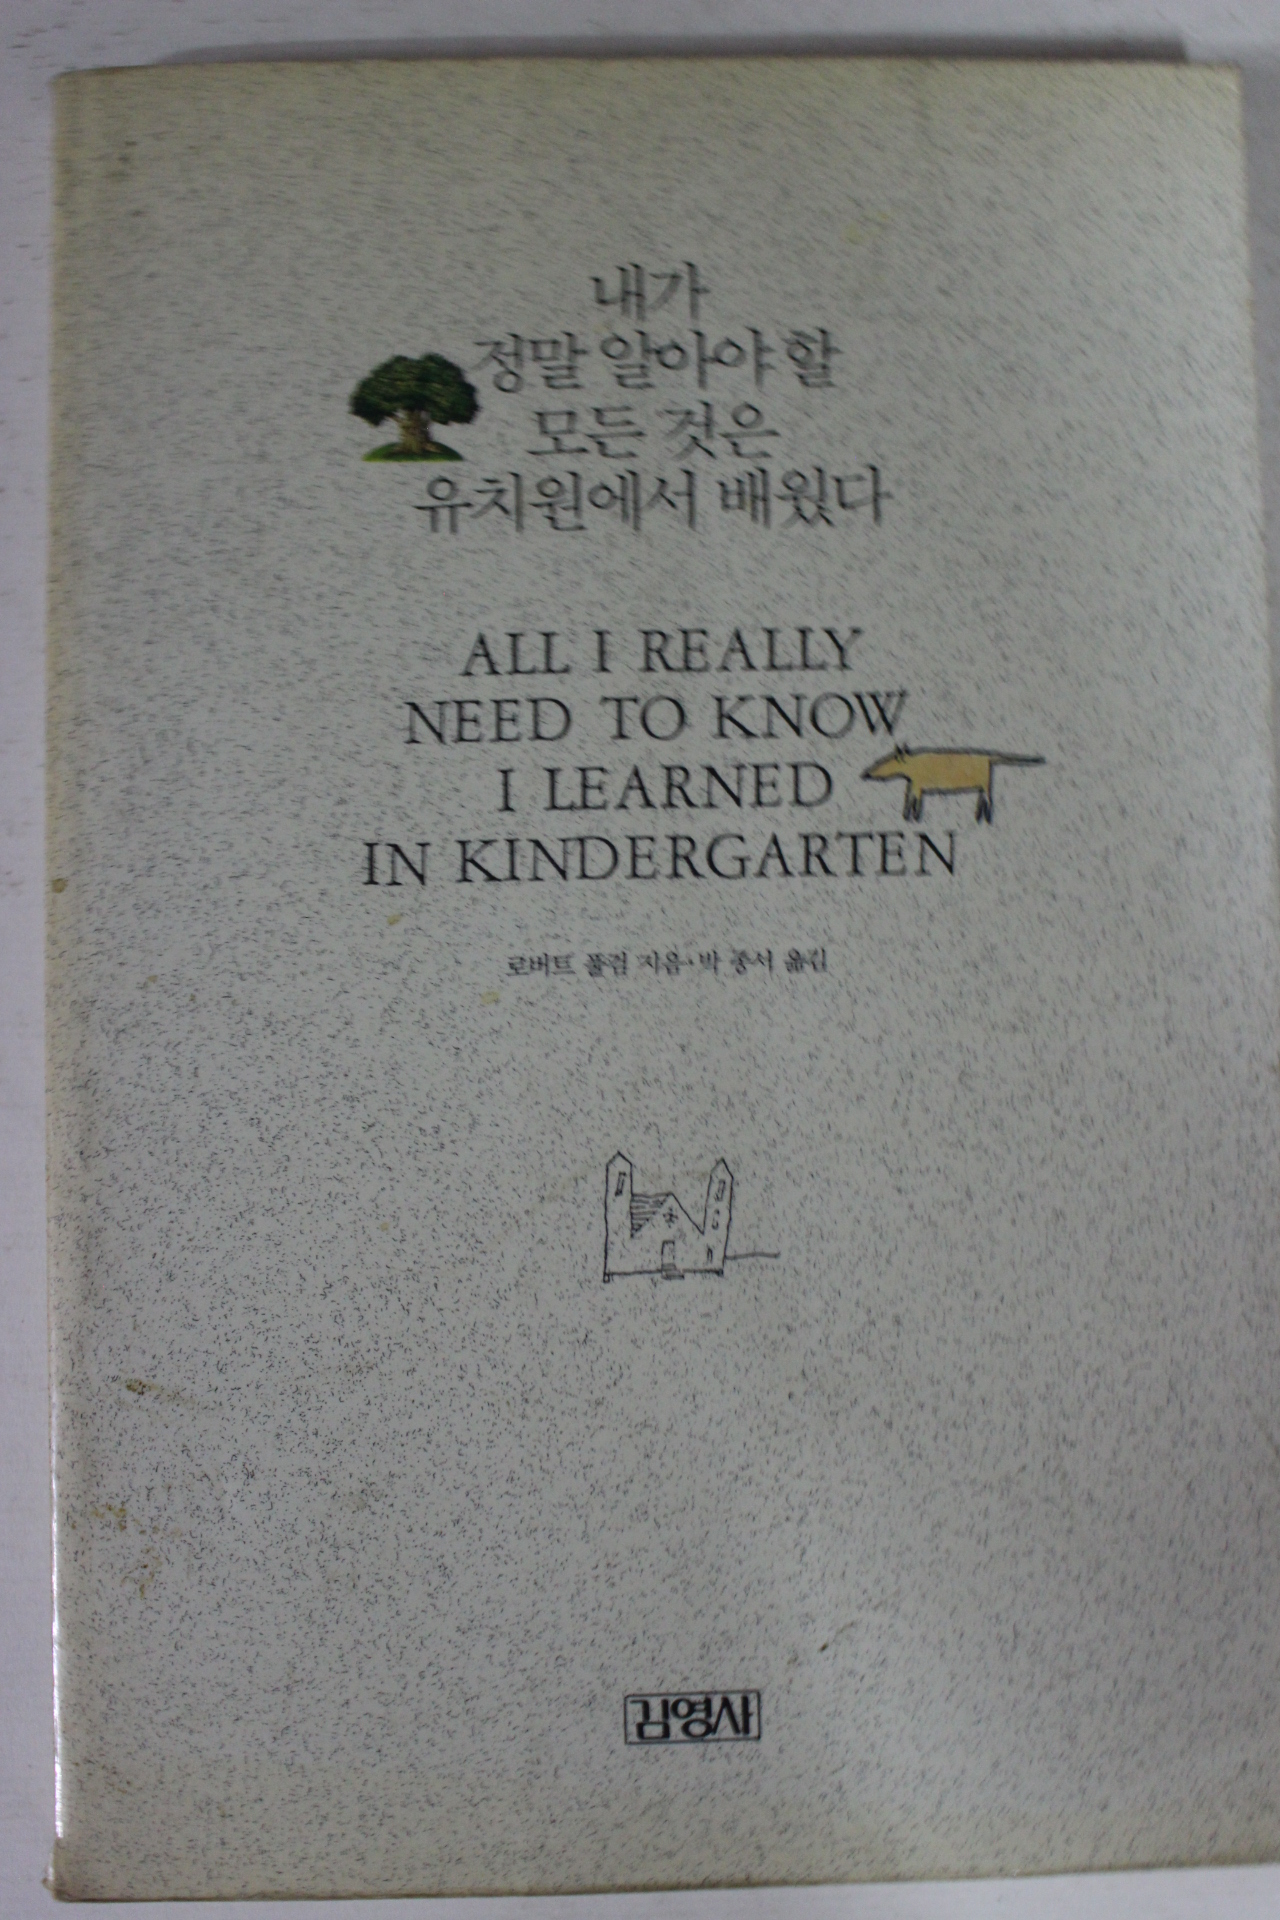 내가
정말 알아야 할
모든 것은
유치원에서 배웠다
ALL I REALLY
NEED TO KNOW
I LEARNED
IN KINDERGARTEN
로버트 풀검 지음·박 종서 옮김
김영사